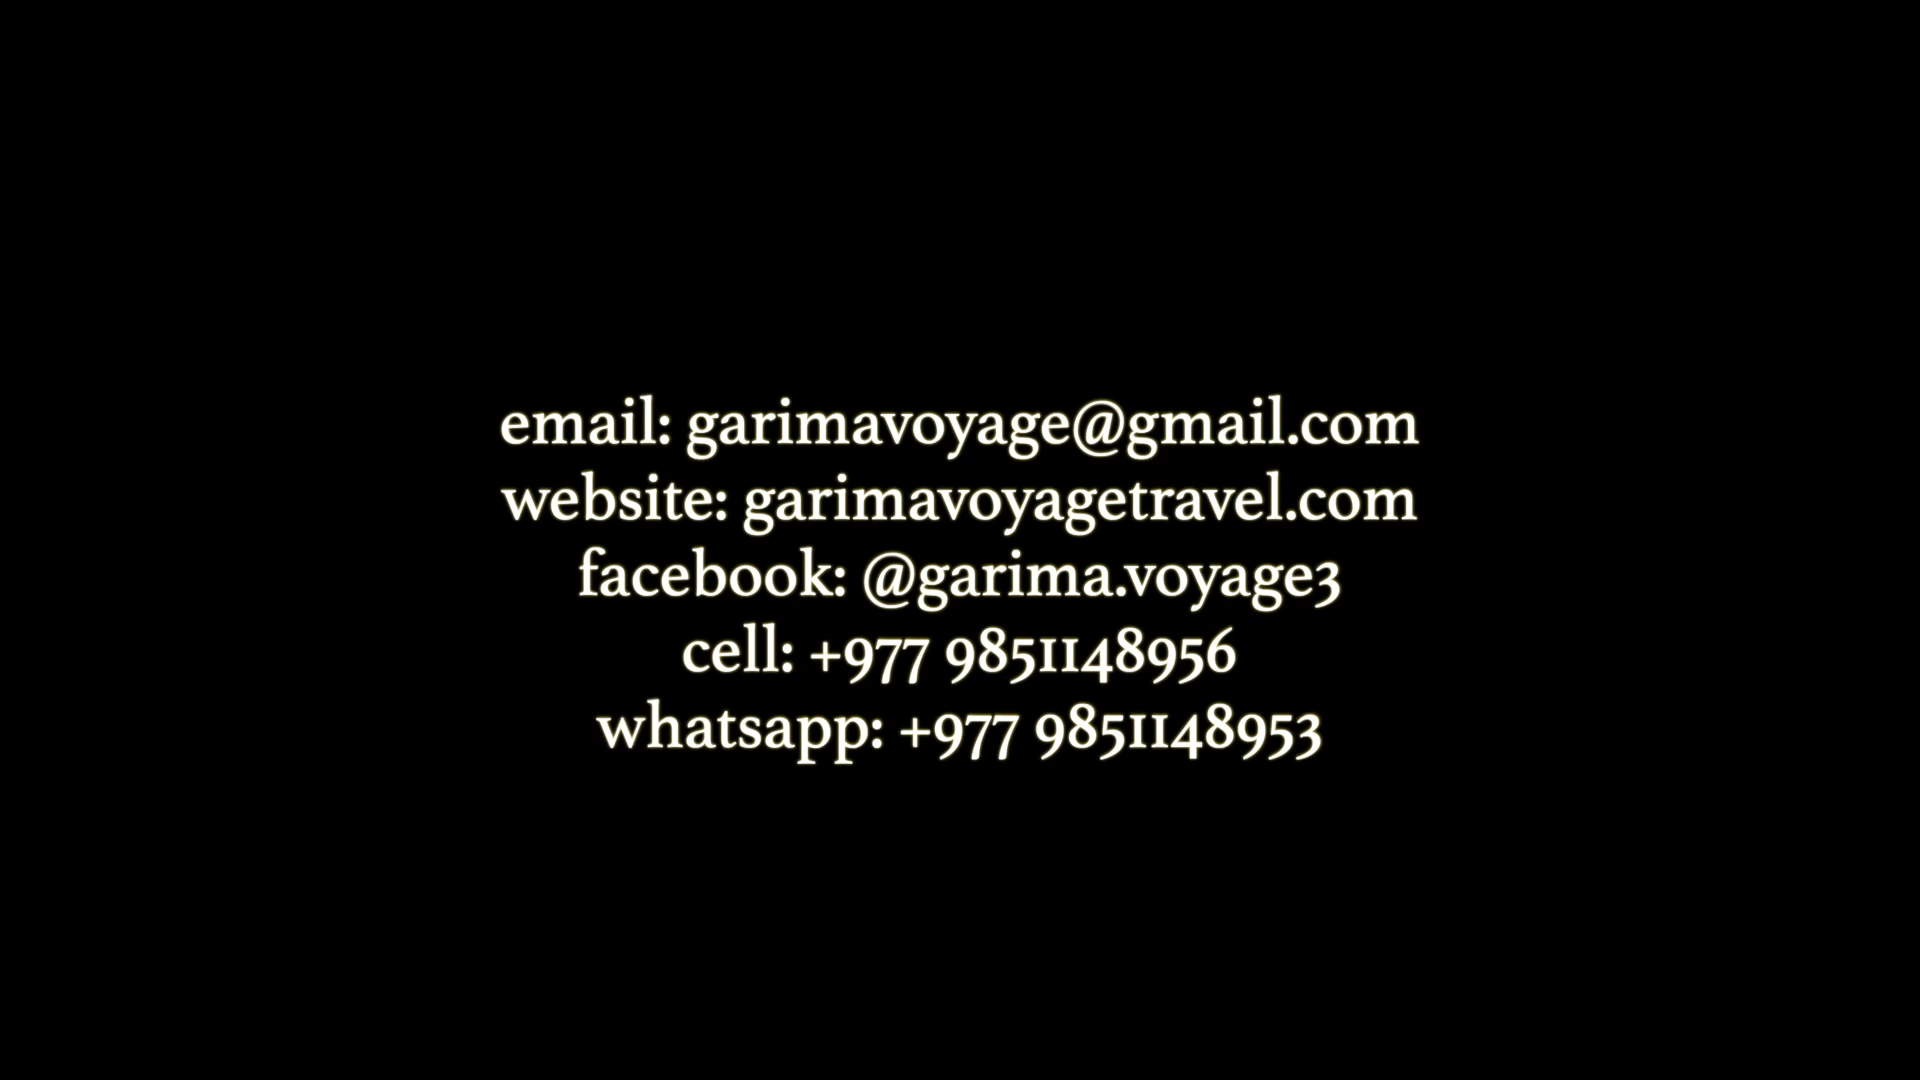 email: garimavoyage@gmail.com
website: garimavoyagetravel.com
facebook: @garima.voyage3
cell: +977 9851148956
whatsapp: +977 9851148953